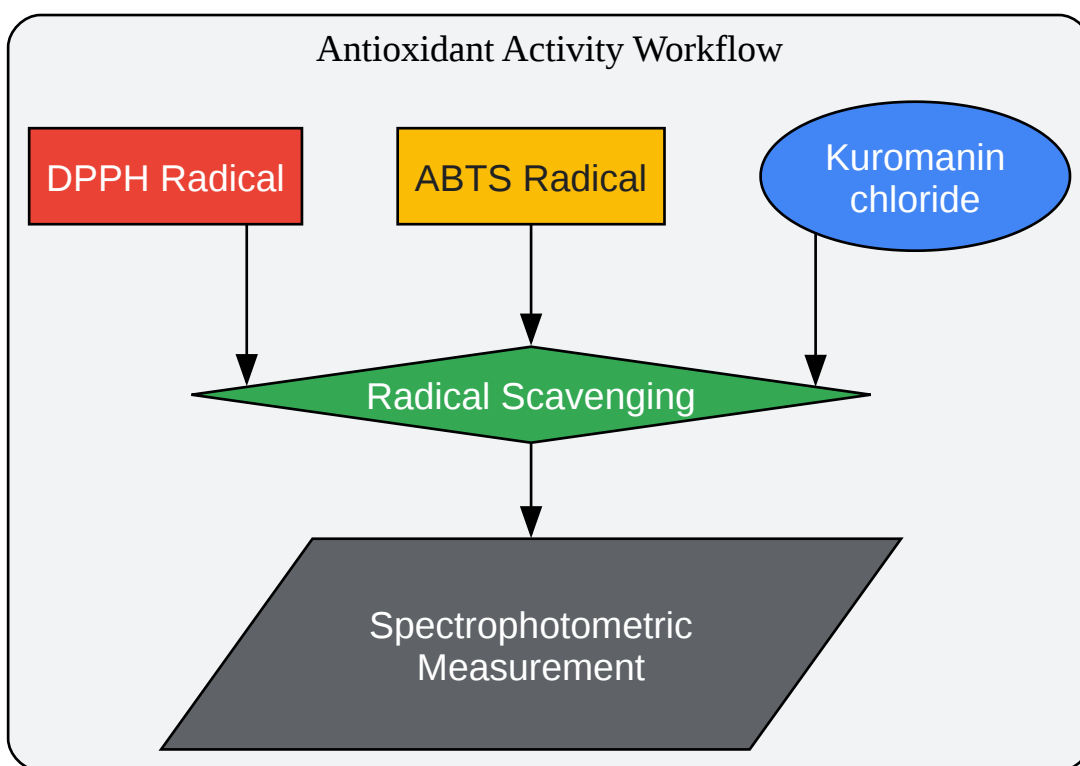 Antioxidant Activity Workflow
DPPH Radical
ABTS Radical
Kuromanin
chloride
Radical Scavenging
Spectrophotometric
Measurement